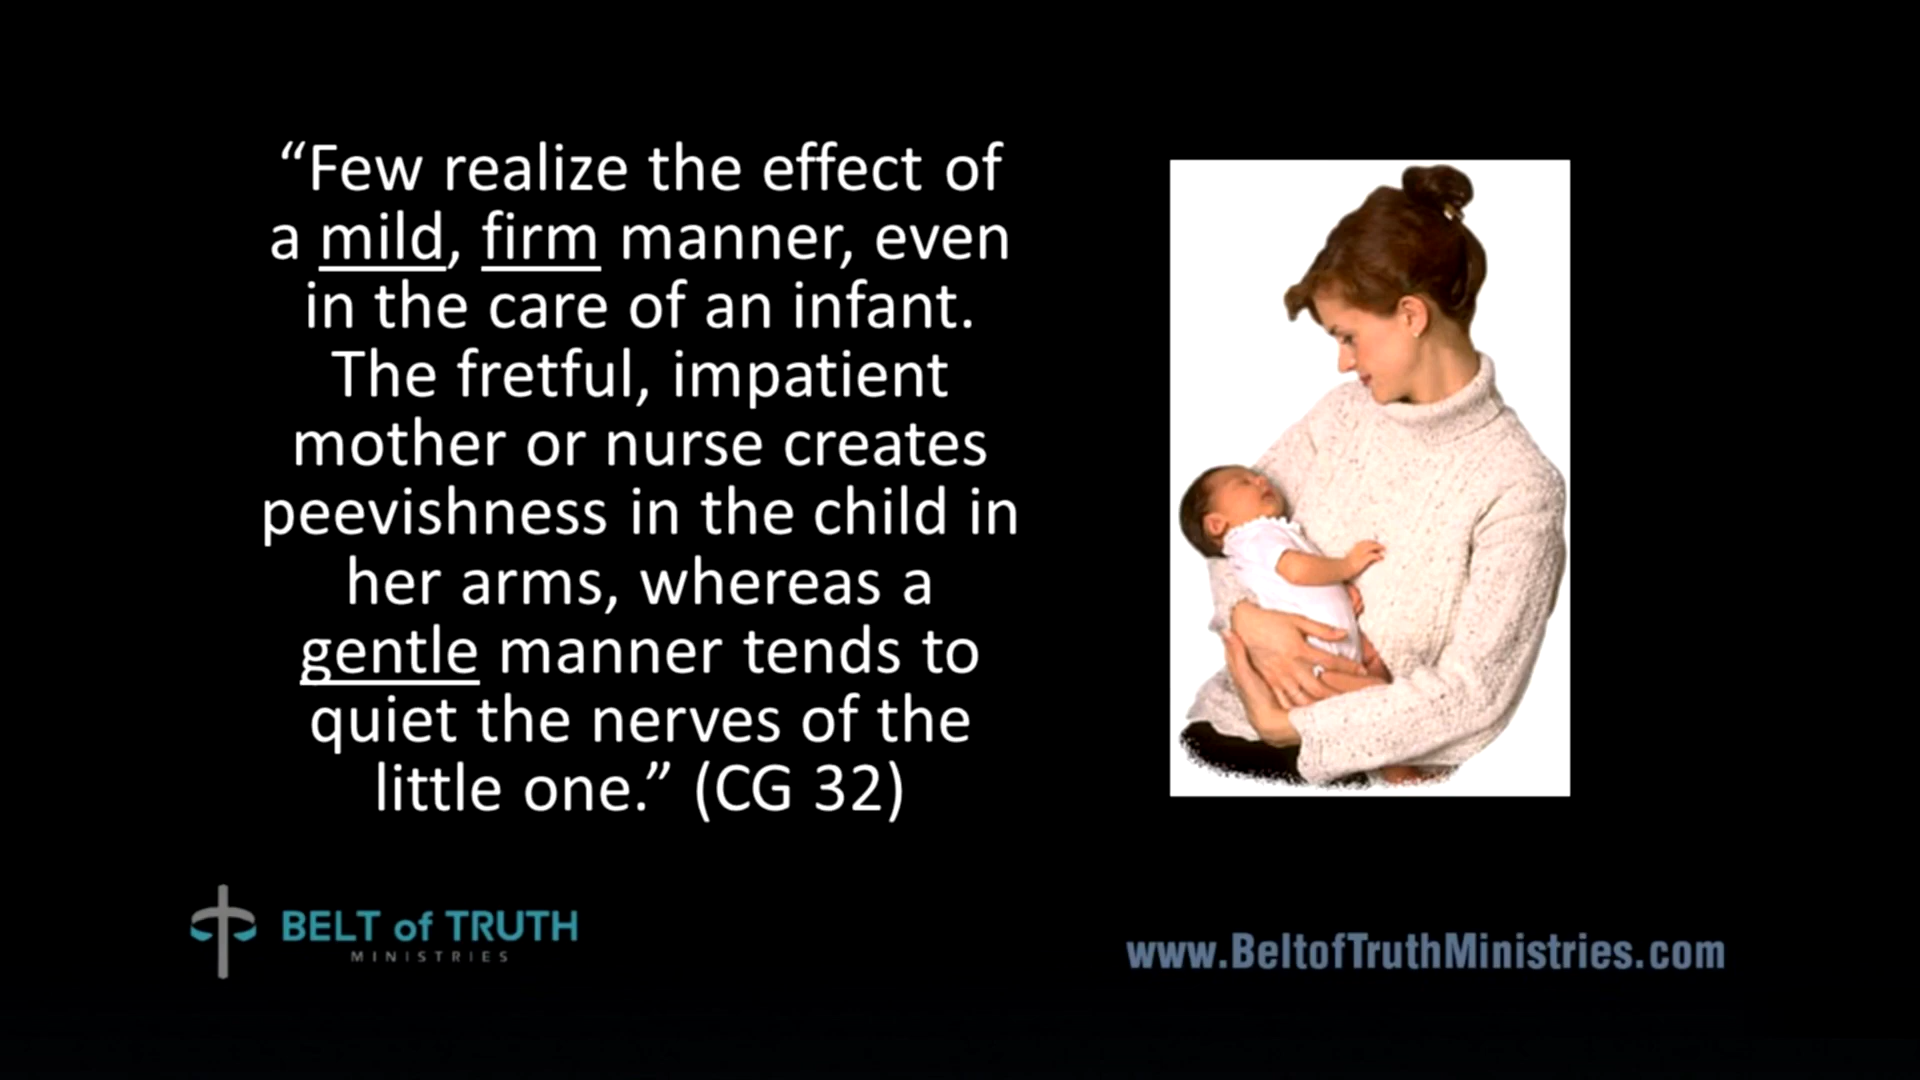 “Few realize the effect of
a mild, firm manner, even
in the care of an infant.
The fretful, impatient
mother or nurse creates
peevishness in the child in
her arms, whereas a
gentle manner tends to
quiet the nerves of the
little one.” (CG 32)
BELT of TRUTH
MINISTRIES
www.BeltofTruthMinistries.com